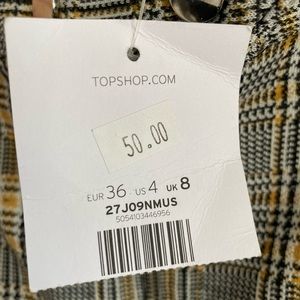 TOPSHOP.COM
50.00
EUR 36 - US 4 UK 8
27J09NMUS
5054103446956